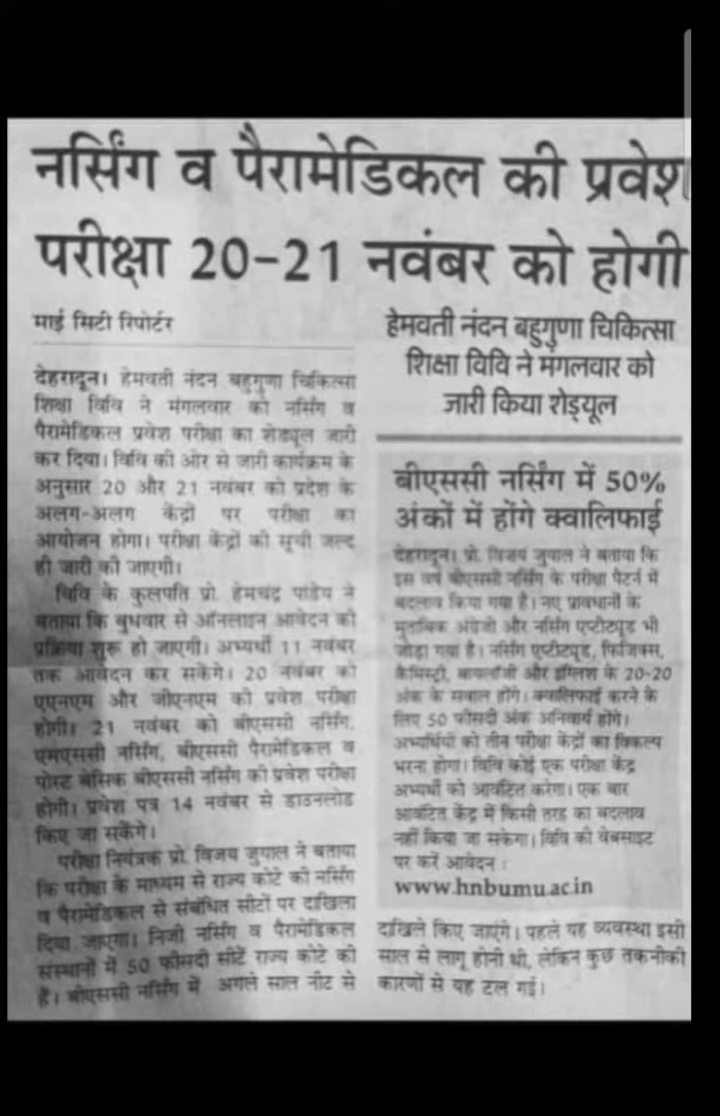 नर्सिंग व पैरामेडिकल की प्रवेश
परीक्षा 20-21 नवंबर को होगी
माई सिटी रिपोर्टर
देहरादून। हेमवती नंदन बहुगुणा चिकित्सा
शिक्षा विवि ने मंगलवार को नर्सिंग व
पैरामेडिकल प्रवेश परीक्षा का शेड्यूल जारी
कर दिया। विवि की ओर से जारी कार्यक्रम के
अनुसार 20 और 21 नवंबर को प्रदेश के
अलग-अलग केंद्रों पर परीक्षा का
आयोजन होगा। परीक्षा केंद्रों की सूची जल्द
ही जारी की जाएगी।
विवि के कुलपति प्रो. हेमचंद्र पांडेय ने
बताया कि बुधवार से ऑनलाइन आवेदन की
प्रक्रिया शुरू हो जाएगी। अभ्यर्थी 11 नवंबर
तक आवेदन कर सकेंगे। 20 नवंबर को
एएनएम और जीएनएम की प्रवेश परीक्षा
होगी। 21 नवंबर को बीएससी नर्सिंग,
एमएससी नर्सिंग, बीएससी पैरामेडिकल व
पोस्ट बेसिक बीएससी नर्सिंग की प्रवेश परीक्षा
होगी। प्रवेश पत्र 14 नवंबर से डाउनलोड
किए जा सकेंगे।
परीक्षा नियंत्रक प्रो. विजय जुयाल ने बताया
कि परीक्षा के माध्यम से राज्य कोटे की नर्सिंग
व पैरामेडिकल से संबंधित सीटों पर दाखिला
दिया जाएगा। निजी नर्सिंग व पैरामेडिकल
संस्थानों में 50 फीसदी सीटें राज्य कोटे की
हैं। बीएससी नर्सिंग में अगले साल नीट से
हेमवती नंदन बहुगुणा चिकित्सा
शिक्षा विवि ने मंगलवार को
जारी किया शेड्यूल
बीएससी नर्सिंग में 50%
अंकों में होंगे क्वालिफाई
देहरादून। प्रो. विजय जुयाल ने बताया कि
इस वर्ष बीएससी नर्सिंग के परीक्षा पैटर्न में
बदलाव किया गया है। नए प्रावधानों के
मुताबिक अंग्रेजी और नर्सिंग एप्टीट्यूड भी
जोड़ा गया है। नर्सिंग एप्टीट्यूड, फिजिक्स,
कैमिस्ट्री, बायलॉजी और इंग्लिश के 20-20
अंक के सवाल होंगे। क्वालिफाई करने के
लिए 50 फीसदी अंक अनिवार्य होंगे।
अभ्यर्थियों को तीन परीक्षा केंद्रों का विकल्प
भरना होगा। विवि कोई एक परीक्षा केंद्र
अभ्यर्थी को आवंटित करेगा। एक बार
आवंटित केंद्र में किसी तरह का बदलाव
नहीं किया जा सकेगा। विवि की वेबसाइट
पर करें आवेदन :
www.hnbumu.ac.in
दाखिले किए जाएंगे। पहले यह व्यवस्था इसी
साल से लागू होनी थी, लेकिन कुछ तकनीकी
कारणों से यह टल गई।